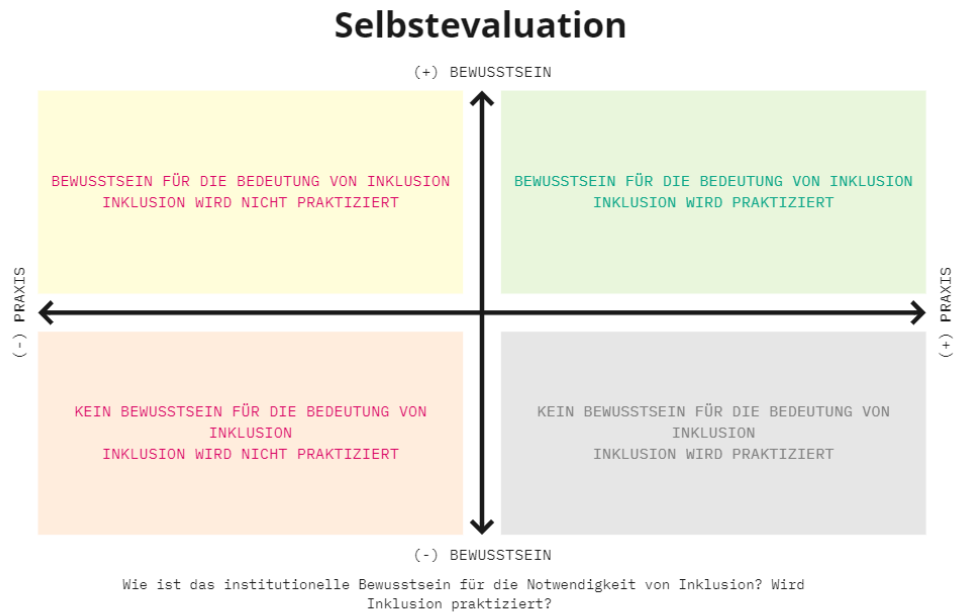 Selbstevaluation
(+) BEWUSSTSEIN
BEWUSSTSEIN FÜR DIE BEDEUTUNG VON INKLUSION
INKLUSION WIRD NICHT PRAKTIZIERT
BEWUSSTSEIN FÜR DIE BEDEUTUNG VON INKLUSION
INKLUSION WIRD PRAKTIZIERT
(-) PRAXIS
(+) PRAXIS
KEIN BEWUSSTSEIN FÜR DIE BEDEUTUNG VON
INKLUSION
INKLUSION WIRD NICHT PRAKTIZIERT
KEIN BEWUSSTSEIN FÜR DIE BEDEUTUNG VON
INKLUSION
INKLUSION WIRD PRAKTIZIERT
(-) BEWUSSTSEIN
Wie ist das institutionelle Bewusstsein für die Notwendigkeit von Inklusion? Wird
Inklusion praktiziert?